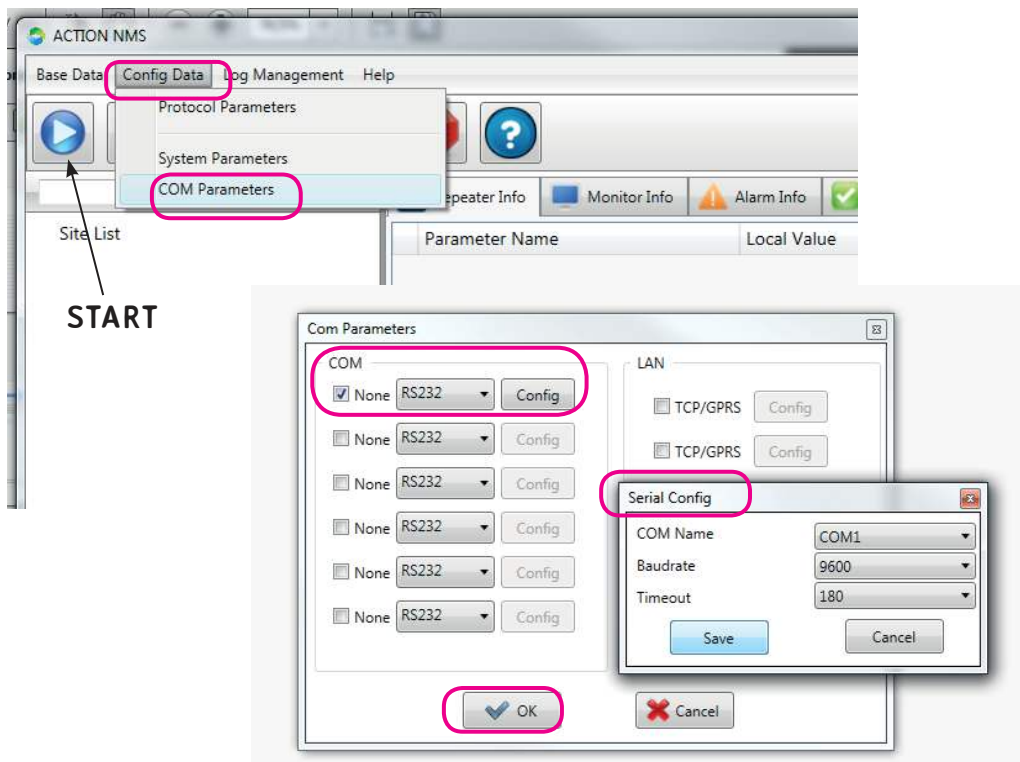 ACTION NMS
Base Data Config Data Log Management Help
Protocol Parameters
System Parameters
COM Parameters
epeater Info Monitor Info Alarm Info
Site List
Parameter Name Local Value
START
Com Parameters
COM LAN
None RS232 Config
TCP/GPRS Config
None RS232 Config
TCP/GPRS Config
None RS232 Config
None RS232 Config
None RS232 Config
None RS232 Config
Serial Config
COM Name COM1
Baudrate 9600
Timeout 180
Save Cancel
OK Cancel